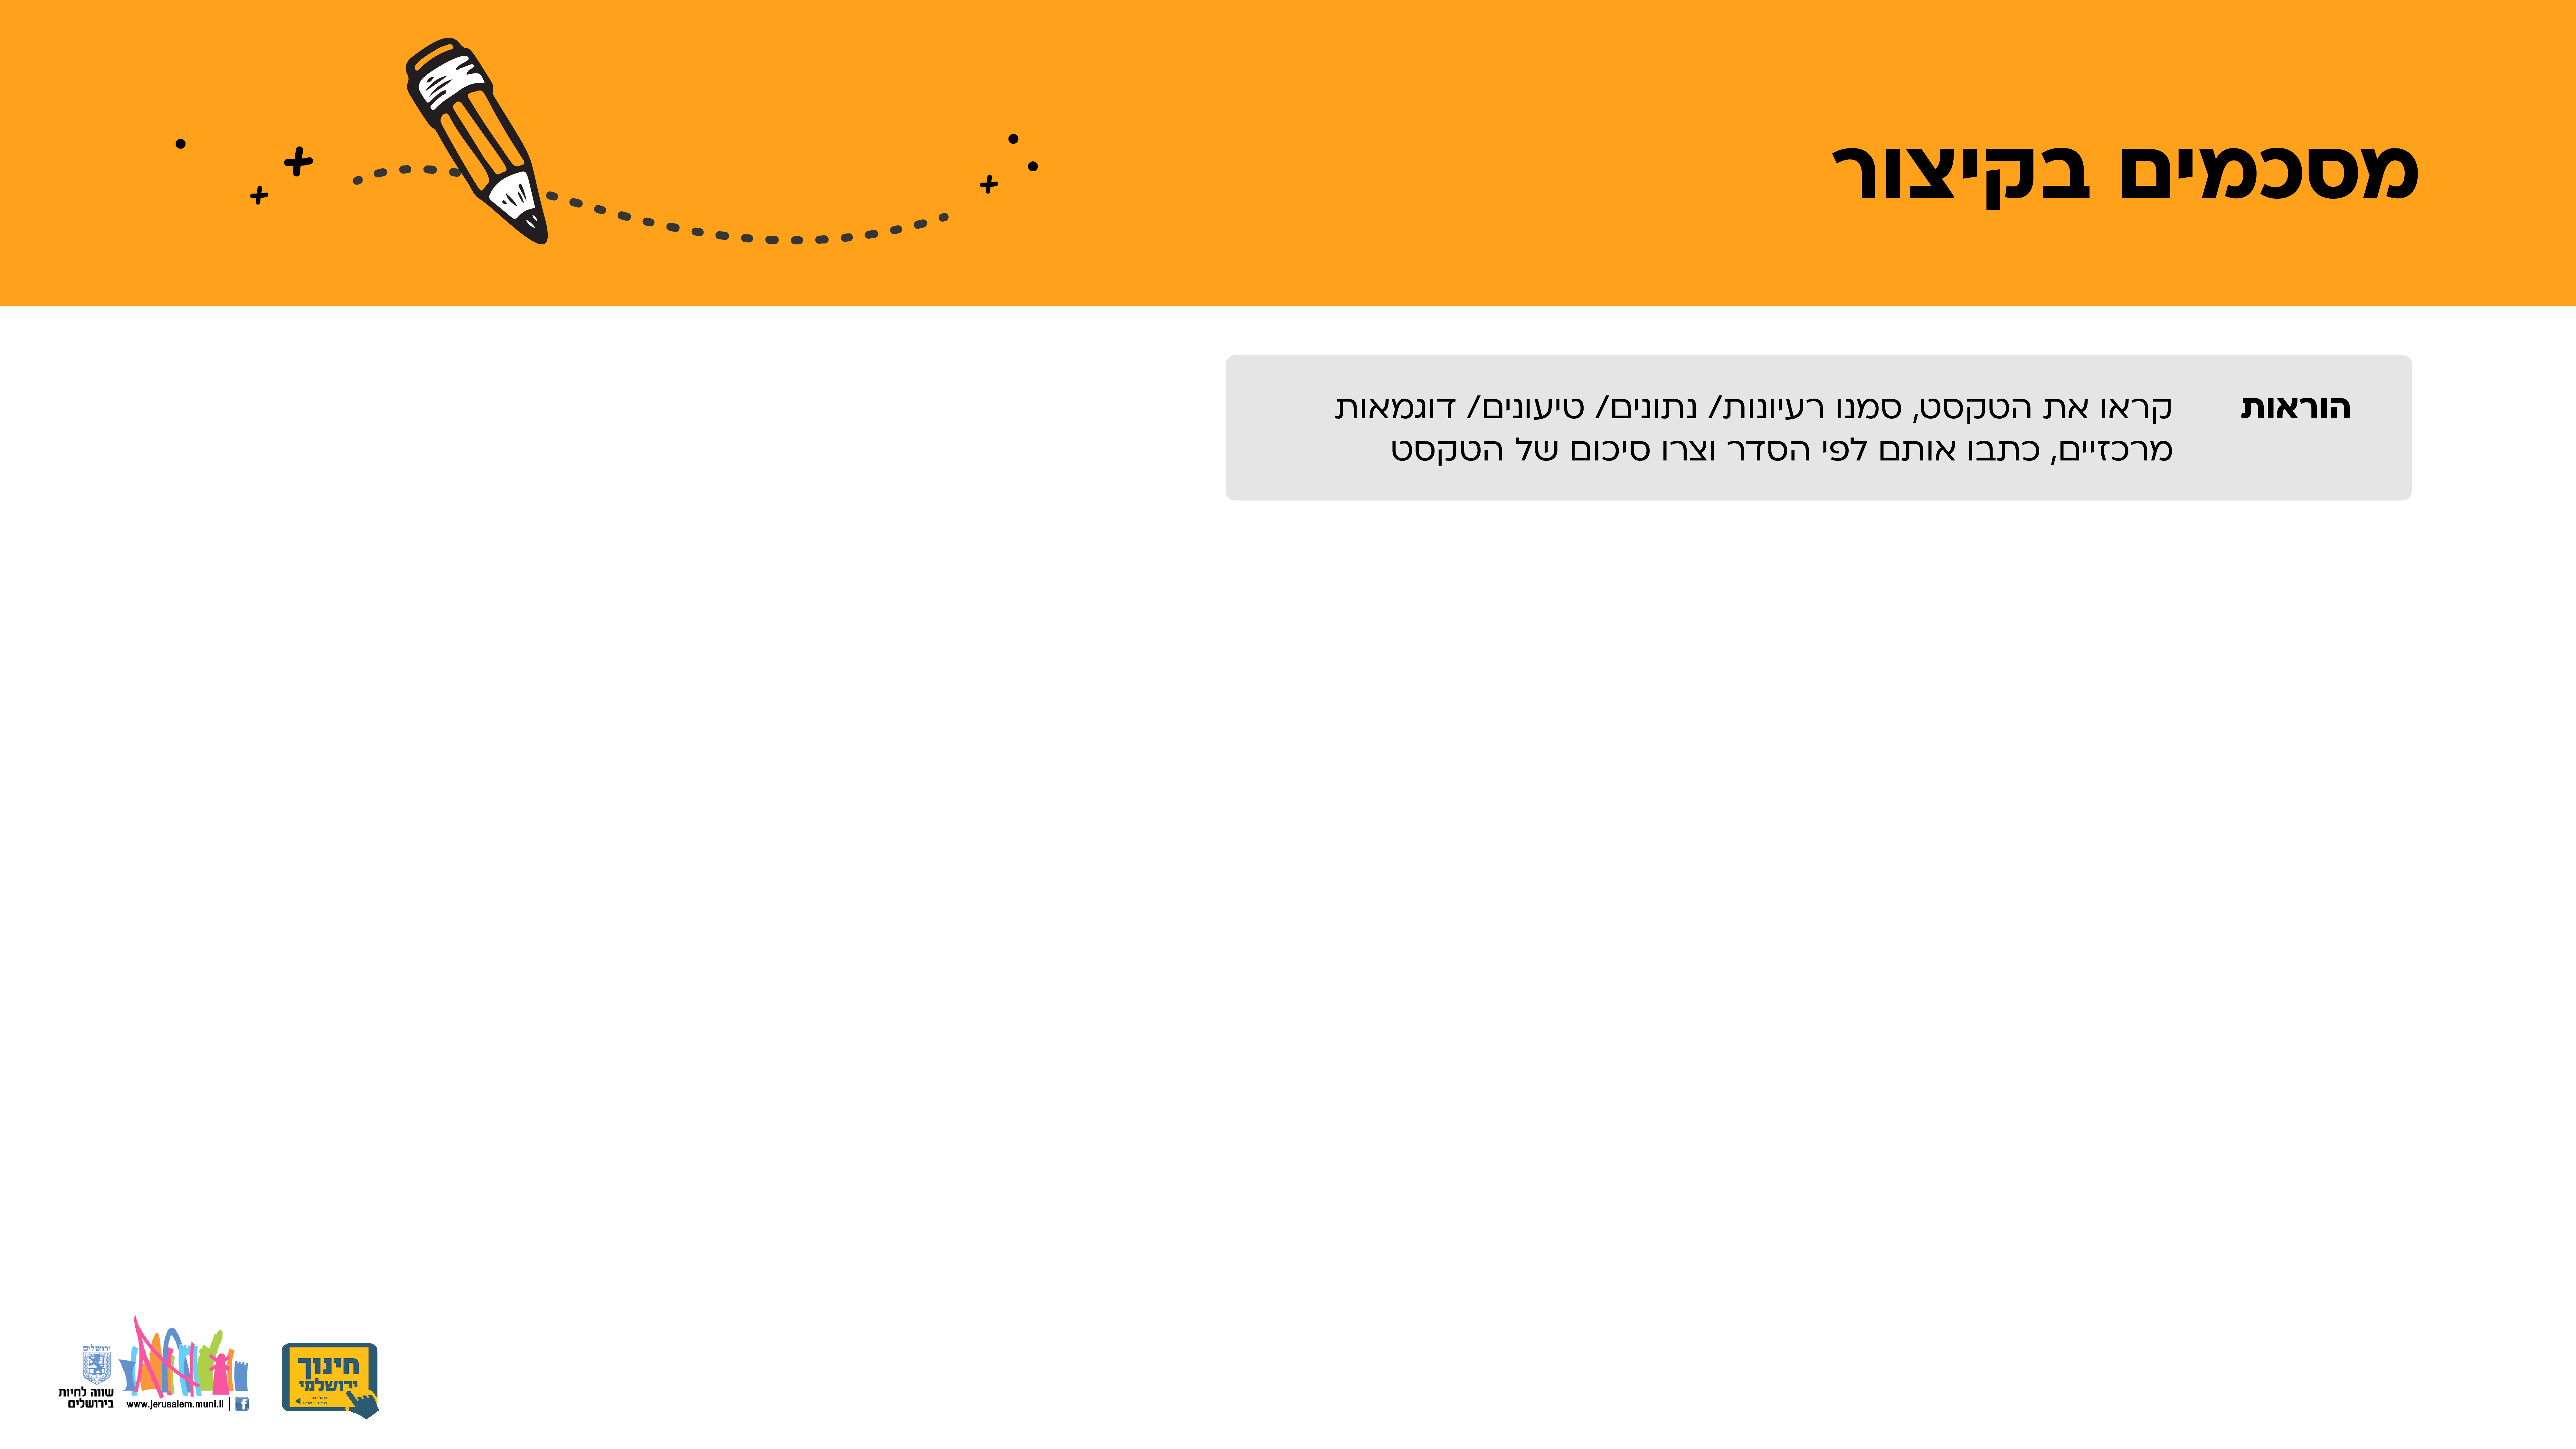 מסכמים בקיצור
הוראות
קראו את הטקסט, סמנו רעיונות/ נתונים/ טיעונים/ דוגמאות
מרכזיים, כתבו אותם לפי הסדר וצרו סיכום של הטקסט
ירושלים
שווה לחיות
בירושלים
www.jerusalem.muni.il | f
חינוך
ירושלמי